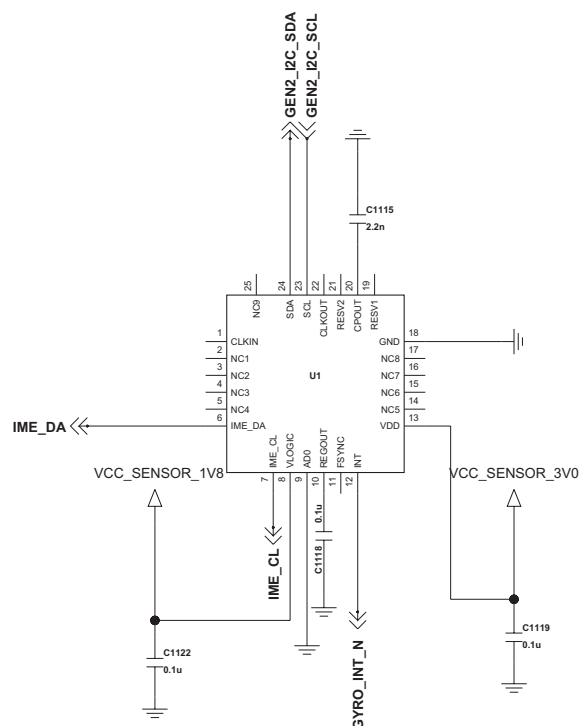 GEN2_I2C_SDA
GEN2_I2C_SCL
C1115
2.2n
25
24
23
22
21
20
19
NC9
SDA
SCL
CLKOUT
RESV2
CPOUT
RESV1
1
CLKIN
GND
18
2
NC1
NC8
17
3
NC2
U1
NC7
16
4
NC3
NC6
15
5
NC4
NC5
14
6
IME_DA
VDD
13
IME_DA
IME_CL
VLOGIC
AD0
REGOUT
FSYNC
INT
7
8
9
10
11
12
VCC_SENSOR_1V8
VCC_SENSOR_3V0
0.1u
C1118
IME_CL
C1122
0.1u
GYRO_INT_N
C1119
0.1u